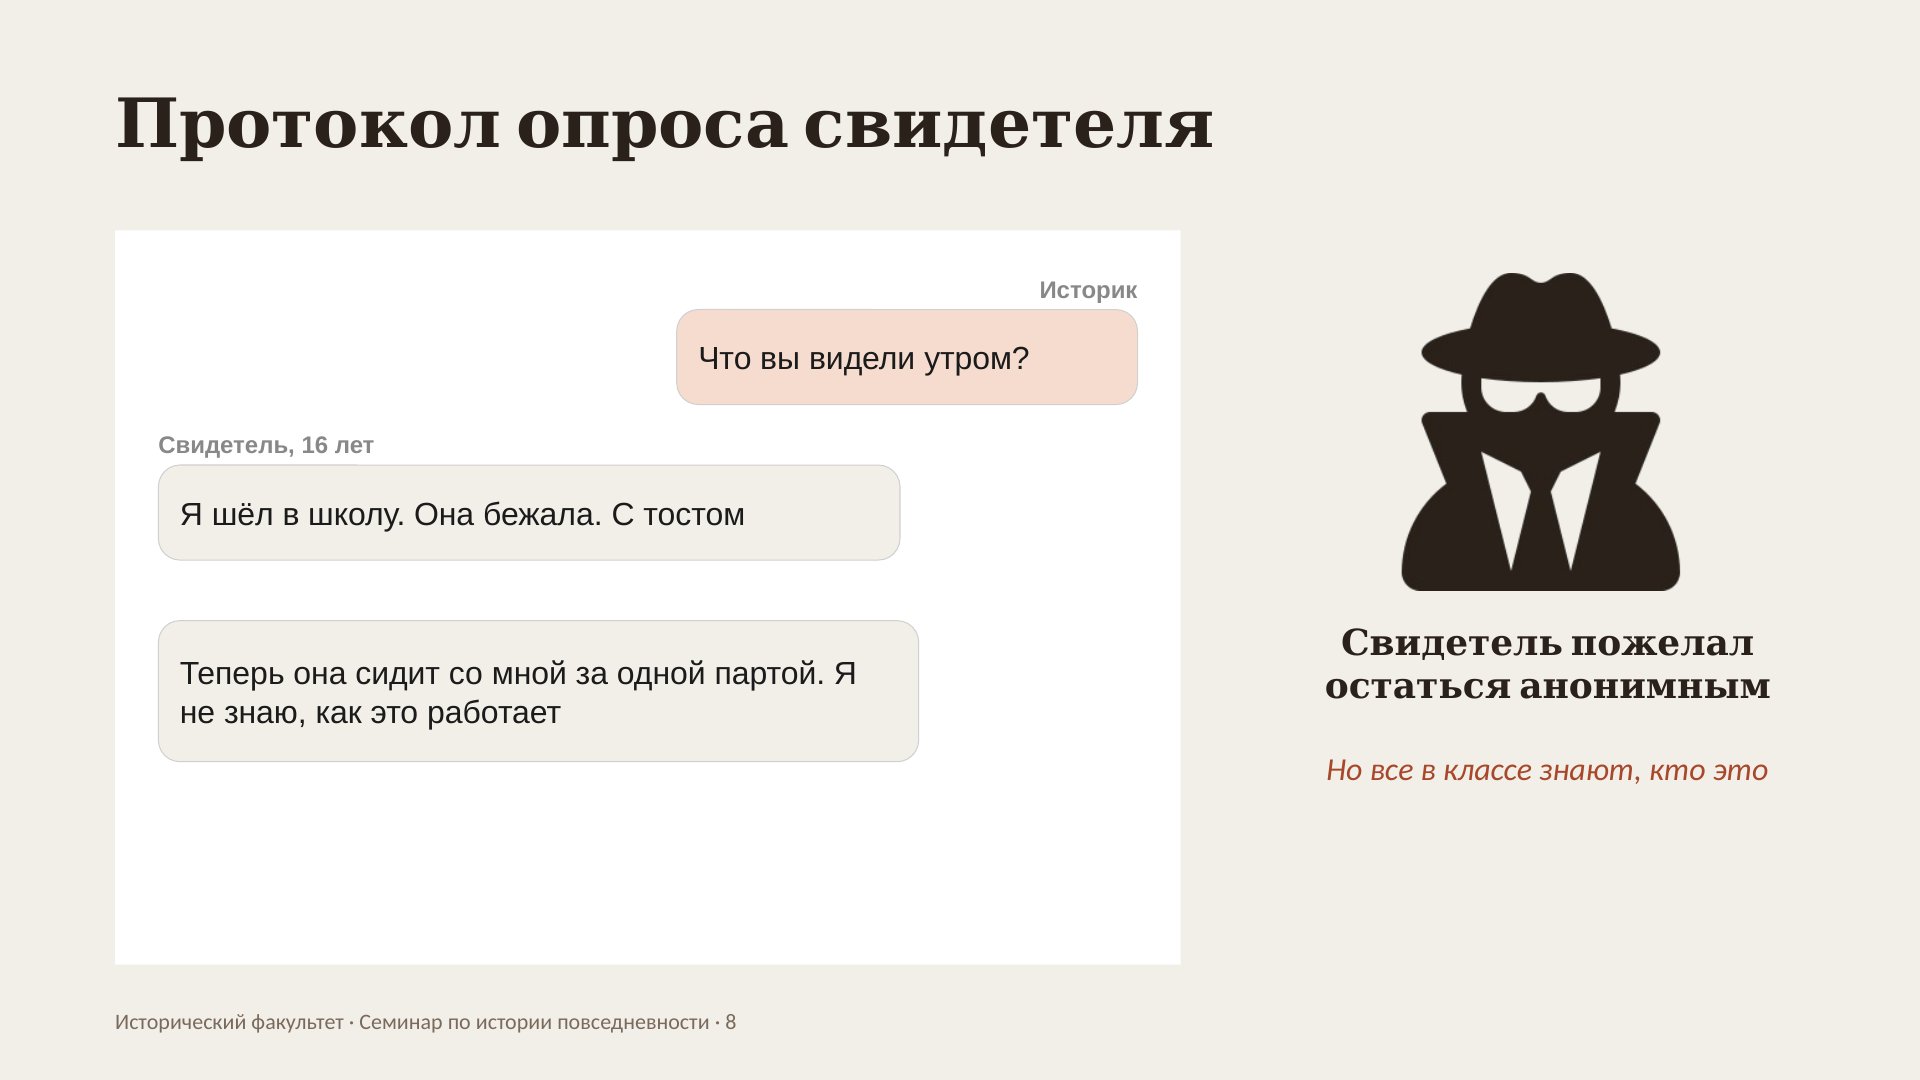 Протокол опроса свидетеля
Историк
Что вы видели утром?
Свидетель, 16 лет
Я шёл в школу. Она бежала. С тостом
Теперь она сидит со мной за одной партой. Я
не знаю, как это работает
Свидетель пожелал
остаться анонимным
Но все в классе знают, кто это
Исторический факультет · Семинар по истории повседневности · 8